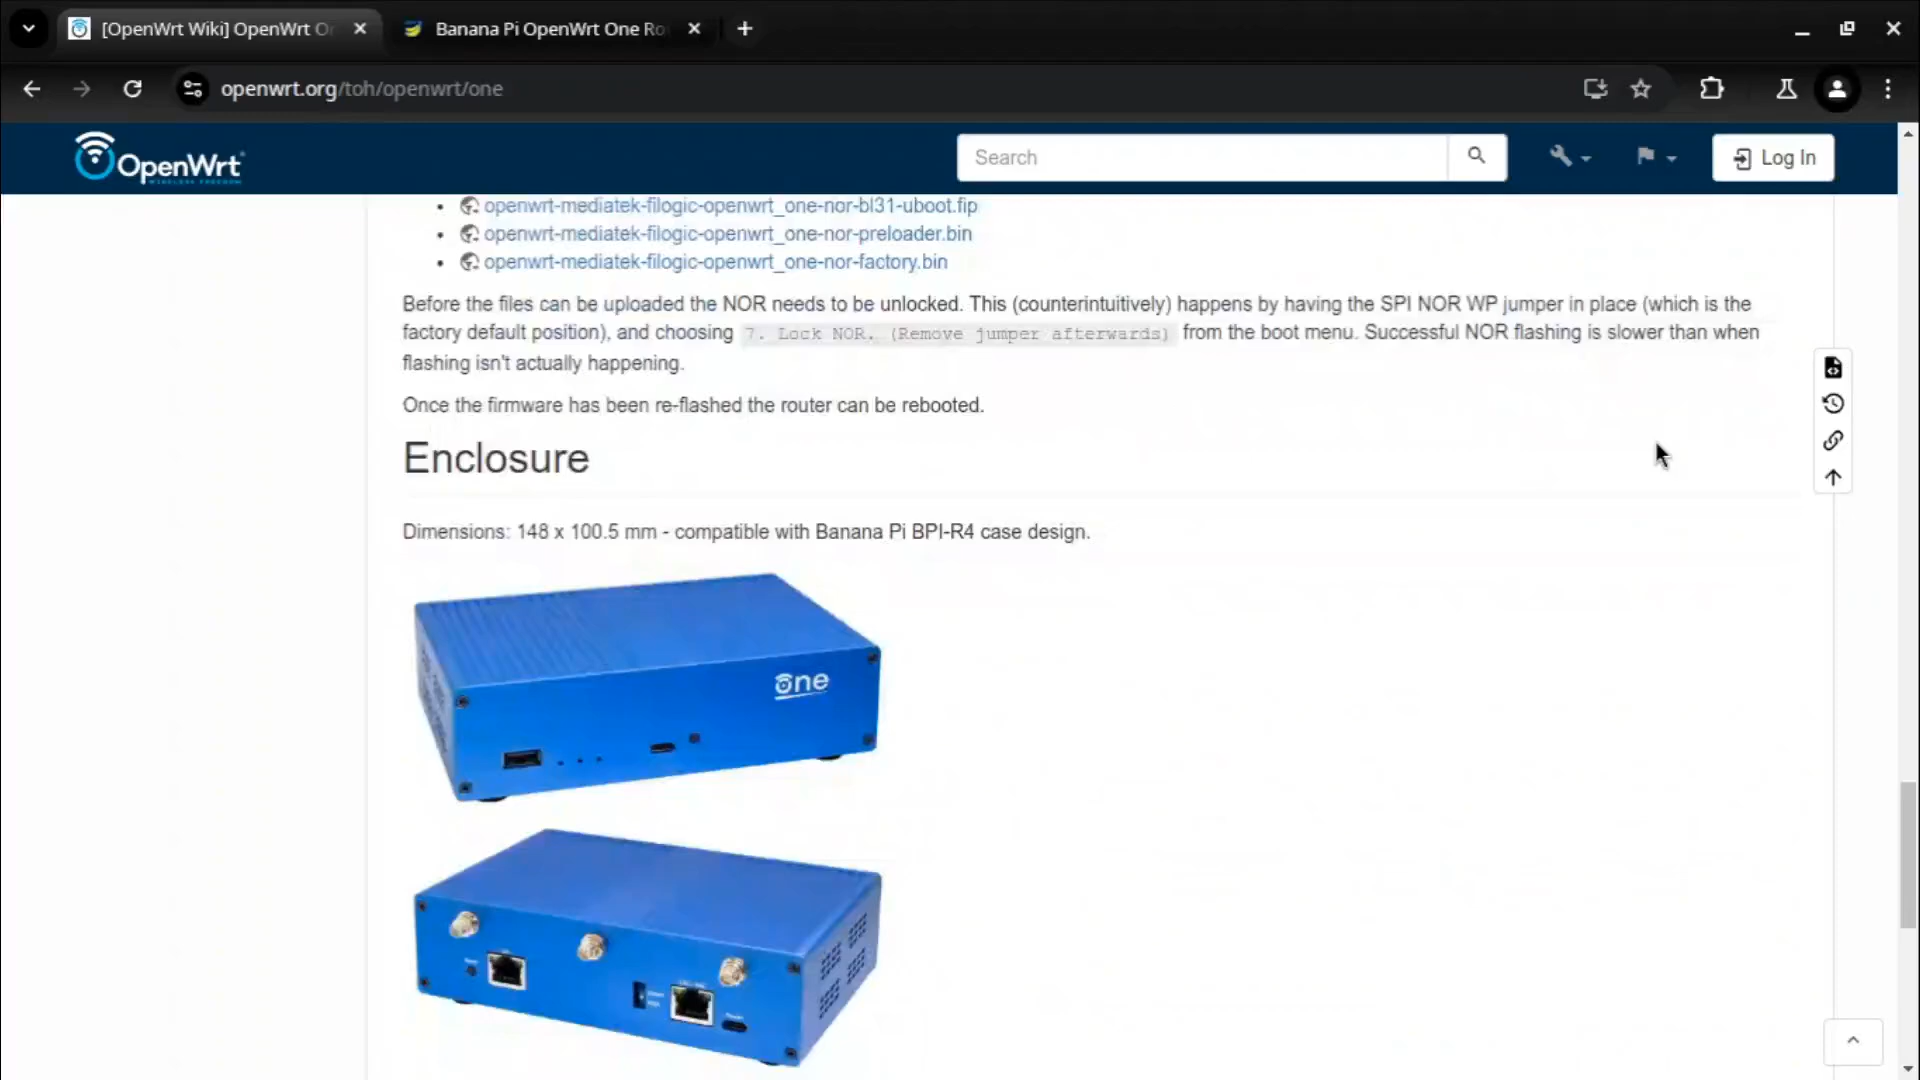 [OpenWrt Wiki] OpenWrt On
Banana Pi OpenWrt One Ro
openwrt.org/toh/openwrt/one
OpenWrt
WIRELESS FREEDOM
Search
Log In
openwrt-mediatek-filogic-openwrt_one-nor-bl31-uboot.fip
openwrt-mediatek-filogic-openwrt_one-nor-preloader.bin
openwrt-mediatek-filogic-openwrt_one-nor-factory.bin
Before the files can be uploaded the NOR needs to be unlocked. This (counterintuitively) happens by having the SPI NOR WP jumper in place (which is the
factory default position), and choosing 7. Lock NOR. (Remove jumper afterwards) from the boot menu. Successful NOR flashing is slower than when
flashing isn't actually happening.
Once the firmware has been re-flashed the router can be rebooted.
Enclosure
Dimensions: 148 x 100.5 mm - compatible with Banana Pi BPI-R4 case design.
one